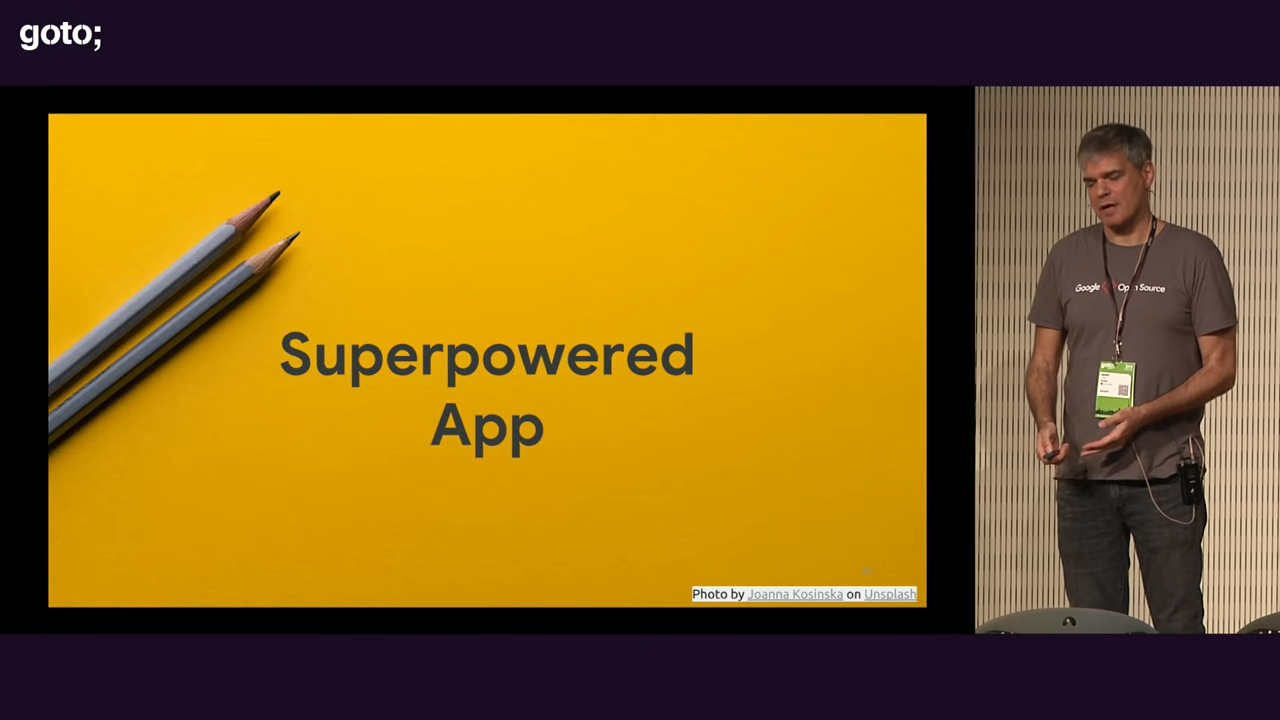 goto;
Superpowered
App
Photo by Joanna Kosinska on Unsplash
Google Open Source